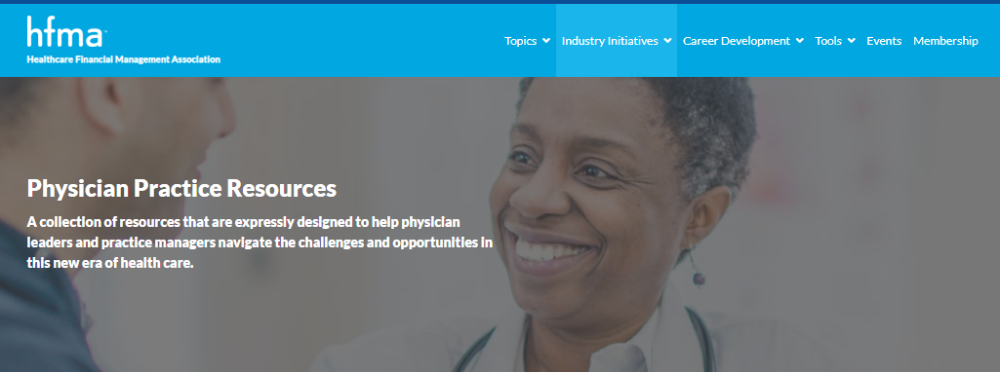 hfma™
Healthcare Financial Management Association
Topics
Industry Initiatives
Career Development
Tools
Events
Membership
Physician Practice Resources
A collection of resources that are expressly designed to help physician
leaders and practice managers navigate the challenges and opportunities in
this new era of health care.